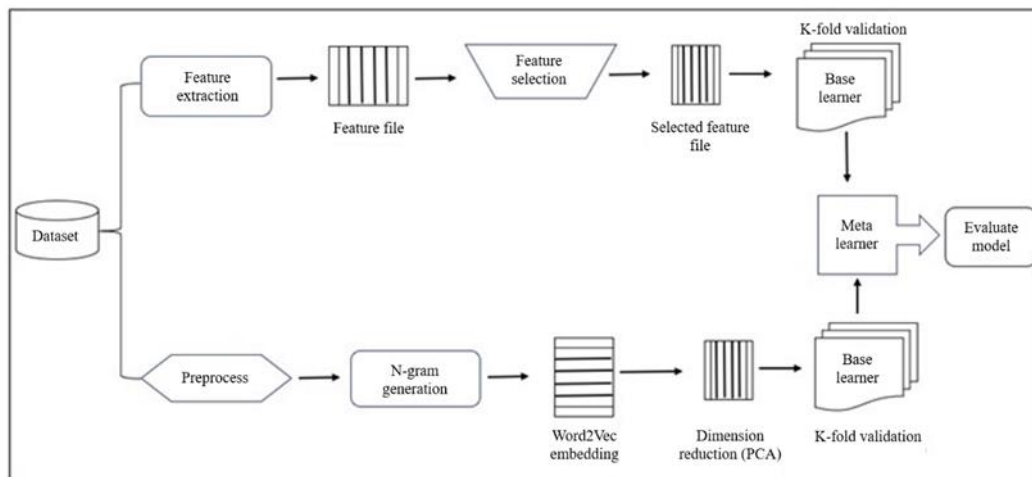 K-fold validation
Feature
extraction
Feature
selection
Base
learner
Feature file
Selected feature
file
Dataset
Meta
learner
Evaluate
model
Preprocess
N-gram
generation
Base
learner
Word2Vec
embedding
Dimension
reduction (PCA)
K-fold validation